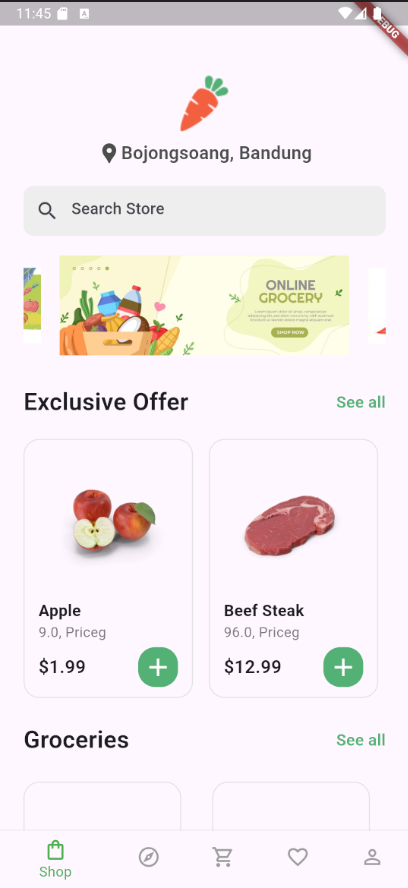 11:45
DEBUG
Bojongsoang, Bandung
Search Store
ONLINE
GROCERY
SHOP NOW
Exclusive Offer
See all
Apple
9.0, Priceg
$1.99
Beef Steak
96.0, Priceg
$12.99
Groceries
See all
Shop